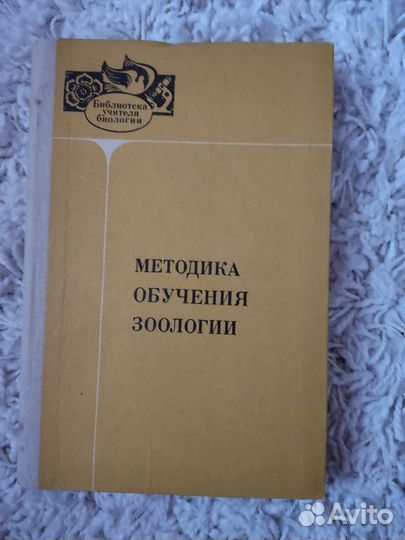 Библиотека
учителя
биологии
МЕТОДИКА
ОБУЧЕНИЯ
ЗООЛОГИИ
Avito